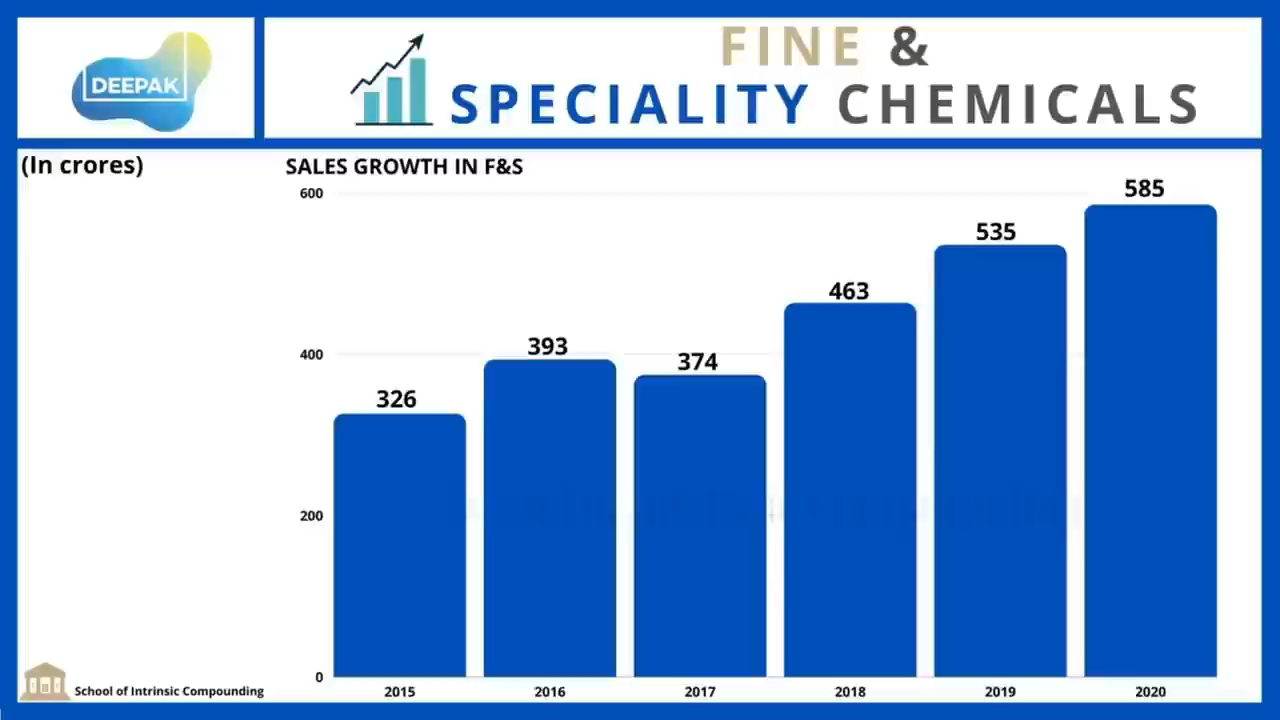 DEEPAK
FINE &
SPECIALITY CHEMICALS
(In crores)
SALES GROWTH IN F&S
600
400
200
0
326
393
374
463
535
585
2015
2016
2017
2018
2019
2020
School of Intrinsic Compounding